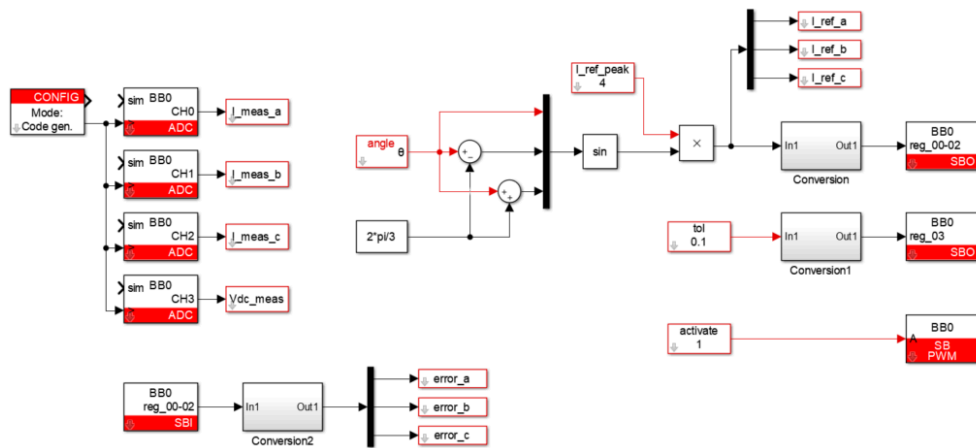 CONFIG
Mode:
Code gen.
sim BB0
CH0
ADC
I_meas_a
BB0
CH1
sim
ADC
I_meas_b
BB0
CH2
sim
ADC
I_meas_c
BB0
CH3
sim
ADC
Vdc_meas
angle
θ
2*pi/3
+
-
+
+
sin
I_ref_peak
4
×
I_ref_a
I_ref_b
I_ref_c
In1 Out1
Conversion
BB0
reg_00-02
SBO
tol
0.1
In1 Out1
Conversion1
BB0
reg_03
SBO
activate
1
A
BB0
SB
PWM
BB0
reg_00-02
SBI
In1 Out1
Conversion2
error_a
error_b
error_c